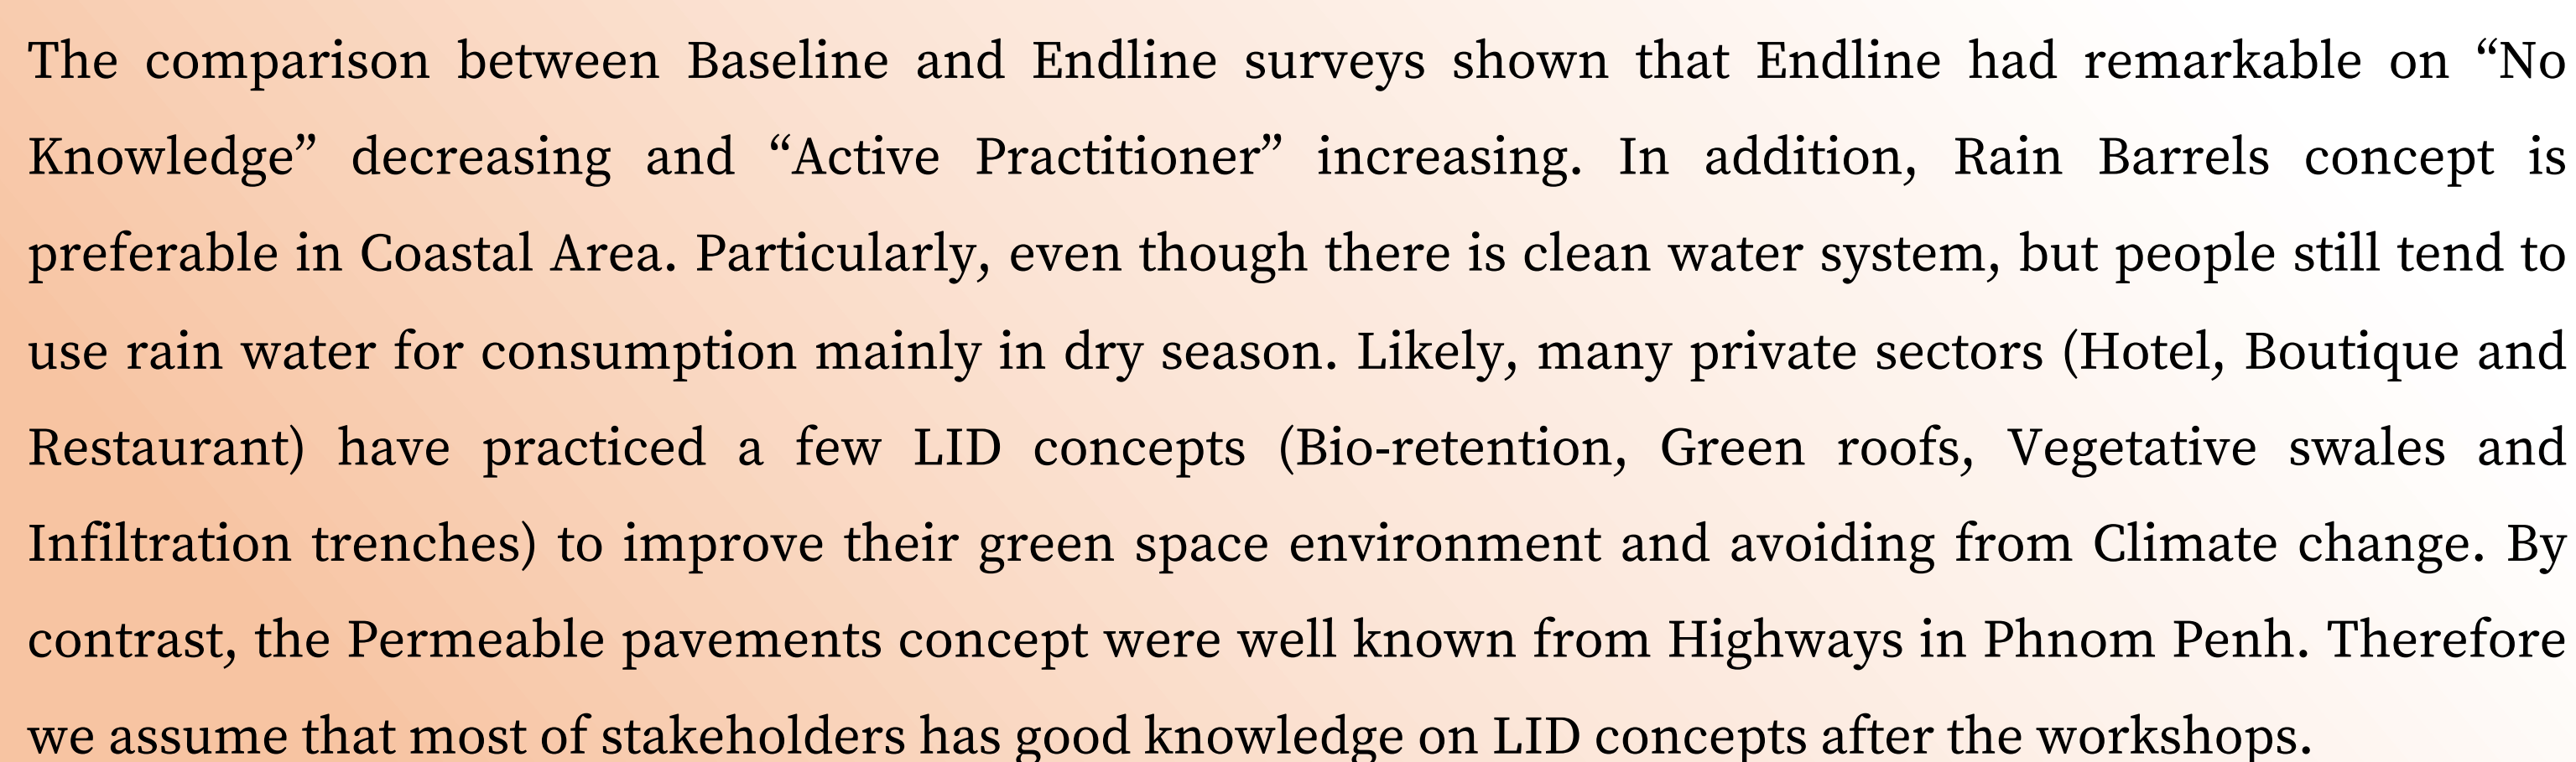 The comparison between Baseline and Endline surveys shown that Endline had remarkable on “No
Knowledge” decreasing and “Active Practitioner” increasing. In addition, Rain Barrels concept is
preferable in Coastal Area. Particularly, even though there is clean water system, but people still tend to
use rain water for consumption mainly in dry season. Likely, many private sectors (Hotel, Boutique and
Restaurant) have practiced a few LID concepts (Bio-retention, Green roofs, Vegetative swales and
Infiltration trenches) to improve their green space environment and avoiding from Climate change. By
contrast, the Permeable pavements concept were well known from Highways in Phnom Penh. Therefore
we assume that most of stakeholders has good knowledge on LID concepts after the workshops.